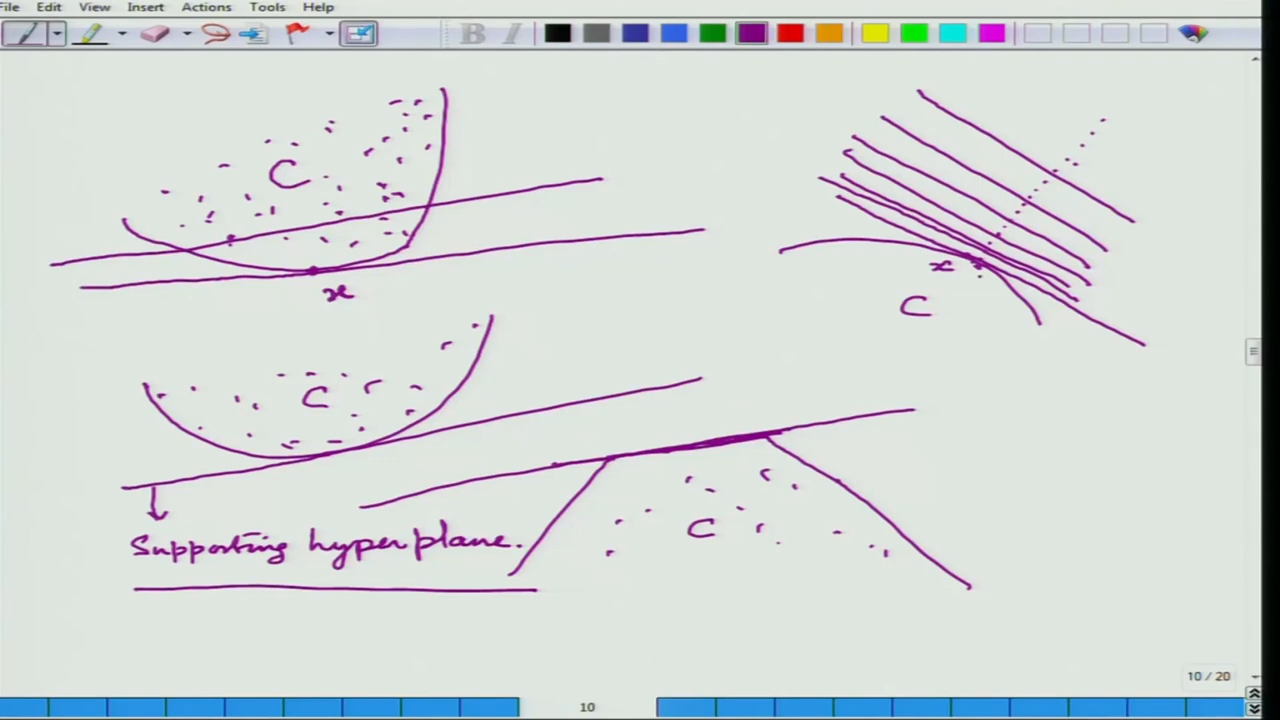 File Edit View Insert Actions Tools Help
B I
C
x
C
x
C
Supporting hyperplane.
C
10 / 20
10